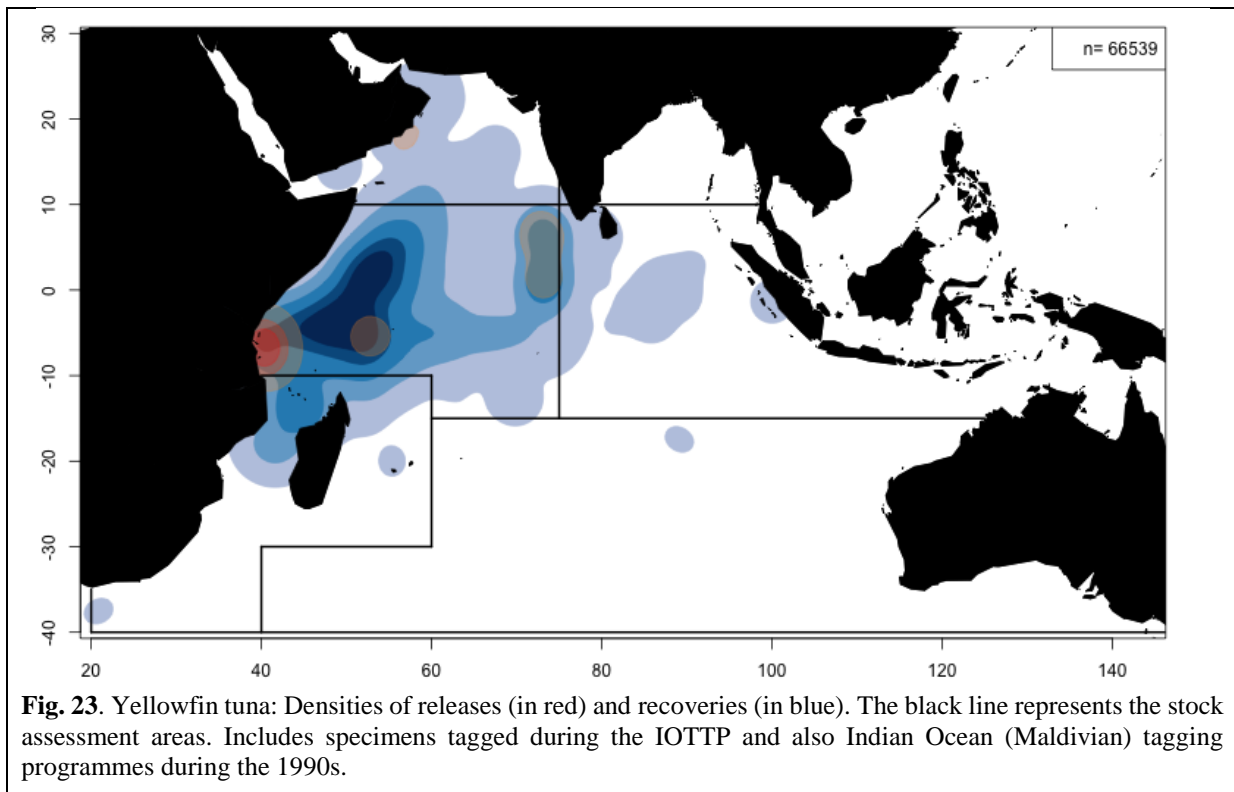 30
20
10
0
-10
-20
-30
-40
n= 66539
20 40 60 80 100 120 140
Fig. 23. Yellowfin tuna: Densities of releases (in red) and recoveries (in blue). The black line represents the stock
assessment areas. Includes specimens tagged during the IOTTP and also Indian Ocean (Maldivian) tagging
programmes during the 1990s.